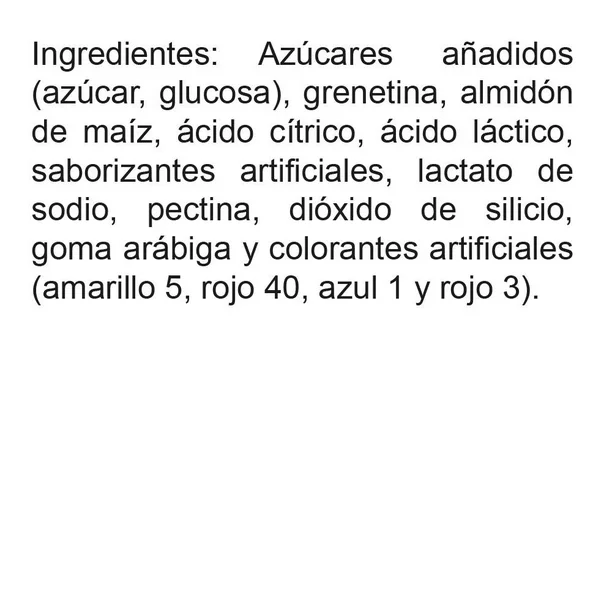 Ingredientes: Azúcares añadidos
(azúcar, glucosa), grenetina, almidón
de maíz, ácido cítrico, ácido láctico,
saborizantes artificiales, lactato de
sodio, pectina, dióxido de silicio,
goma arábiga y colorantes artificiales
(amarillo 5, rojo 40, azul 1 y rojo 3).